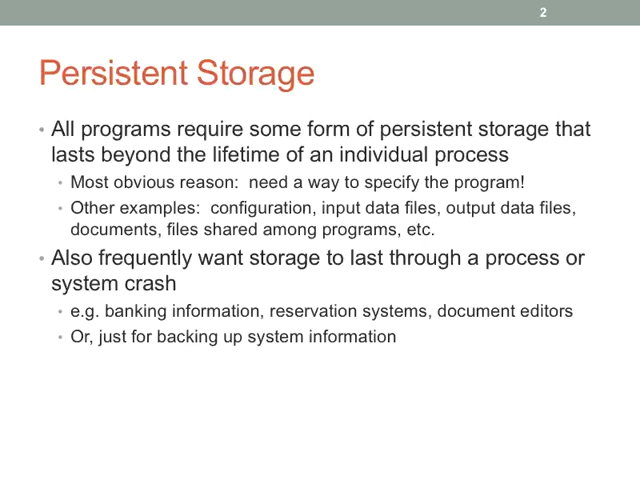 2
Persistent Storage
• All programs require some form of persistent storage that
lasts beyond the lifetime of an individual process
• Most obvious reason:  need a way to specify the program!
• Other examples:  configuration, input data files, output data files,
documents, files shared among programs, etc.
• Also frequently want storage to last through a process or
system crash
• e.g. banking information, reservation systems, document editors
• Or, just for backing up system information